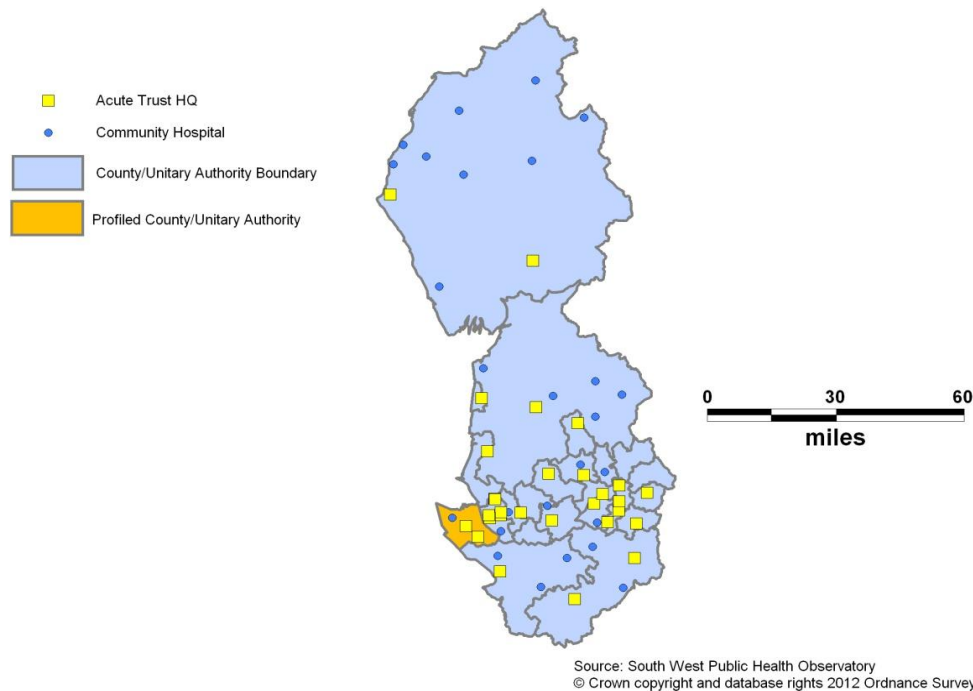 Acute Trust HQ
Community Hospital
County/Unitary Authority Boundary
Profiled County/Unitary Authority
0 30 60
miles
Source: South West Public Health Observatory
© Crown copyright and database rights 2012 Ordnance Survey